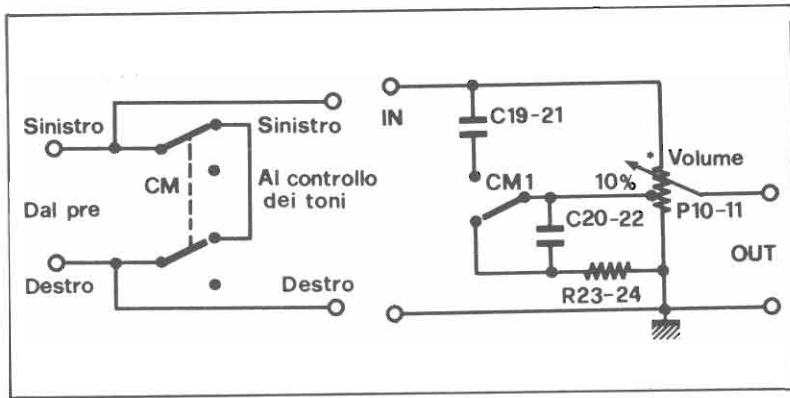 Sinistro
Sinistro
CM
Al controllo
dei toni
Dal pre
Destro
Destro
IN
C19-21
* Volume
CM1
10%
P10-11
C20-22
OUT
R23-24